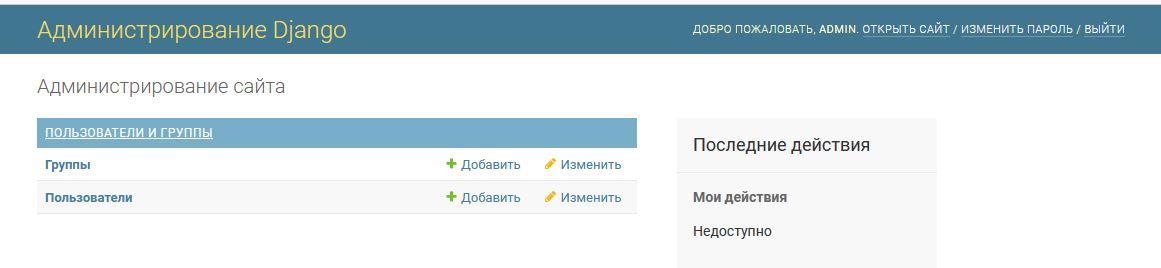 Администрирование Django
ДОБРО ПОЖАЛОВАТЬ, ADMIN. ОТКРЫТЬ САЙТ / ИЗМЕНИТЬ ПАРОЛЬ / ВЫЙТИ
Администрирование сайта
ПОЛЬЗОВАТЕЛИ И ГРУППЫ
Группы Добавить Изменить
Пользователи Добавить Изменить
Последние действия
Мои действия
Недоступно